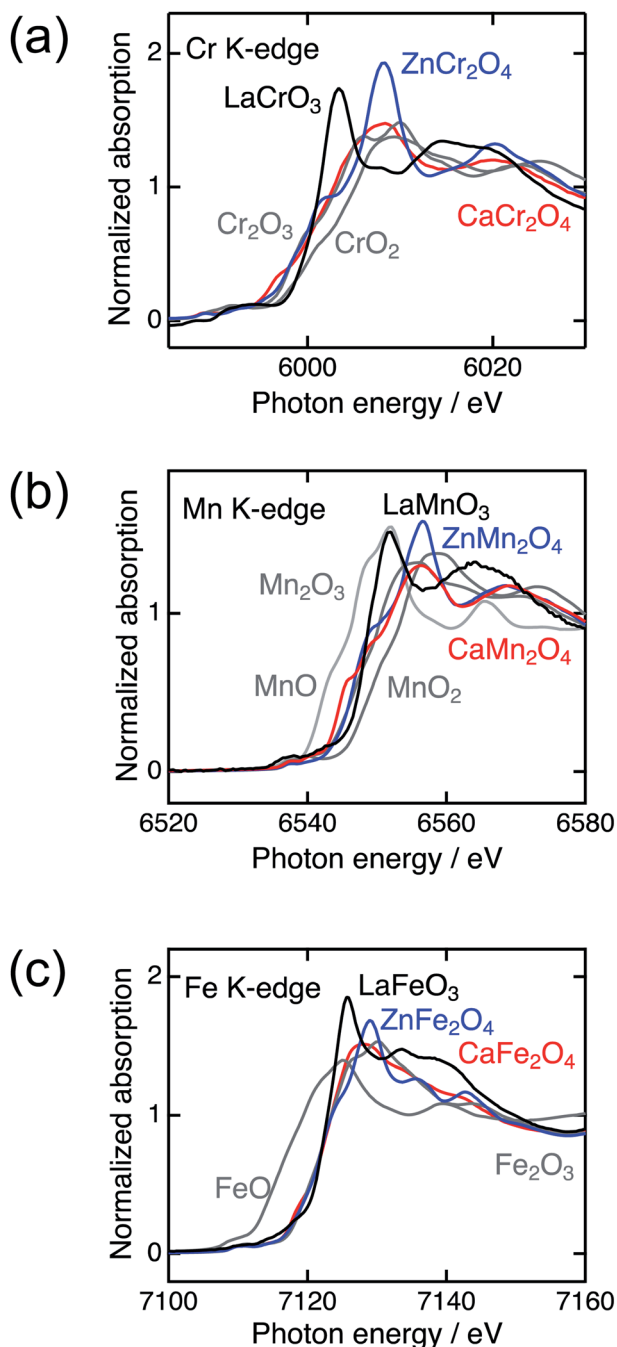 (a)
Cr K-edge
ZnCr₂O₄
LaCrO₃
Cr₂O₃
CrO₂
CaCr₂O₄
Normalized absorption
2
1
0
6000
6020
Photon energy / eV
(b)
Mn K-edge
LaMnO₃
ZnMn₂O₄
Mn₂O₃
MnO
MnO₂
CaMn₂O₄
Normalized absorption
1
0
6520
6540
6560
6580
Photon energy / eV
(c)
Fe K-edge
LaFeO₃
ZnFe₂O₄
CaFe₂O₄
FeO
Fe₂O₃
Normalized absorption
2
1
0
7100
7120
7140
7160
Photon energy / eV